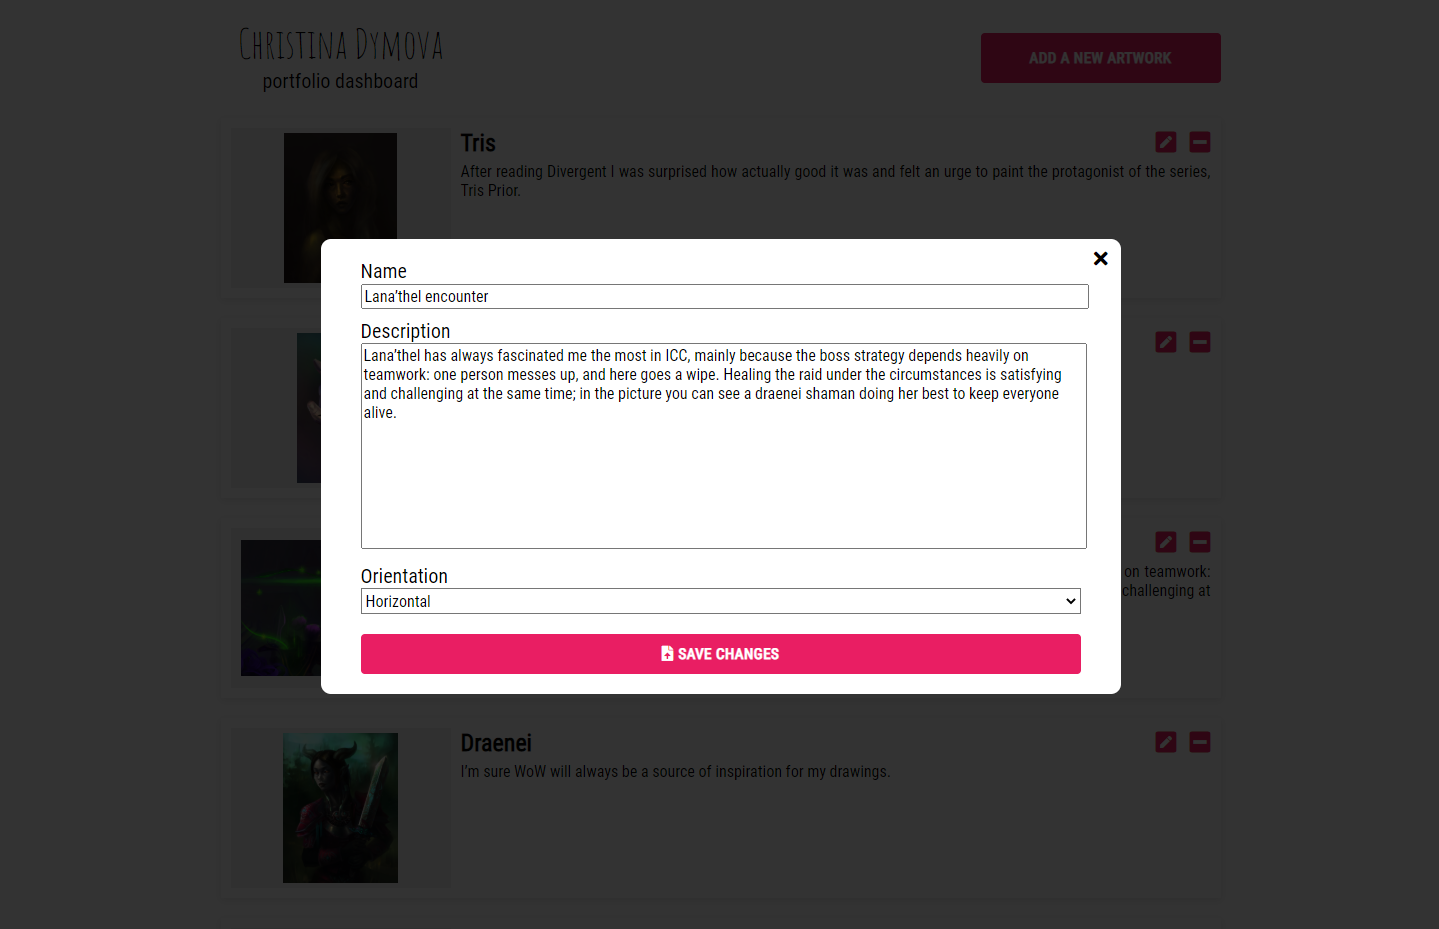 Christina Dymova
portfolio dashboard
ADD A NEW ARTWORK
Tris
After reading Divergent I was surprised how actually good it was and felt an urge to paint the protagonist of the series,
Tris Prior.
Name
Lana'thel encounter
Description
Lana'thel has always fascinated me the most in ICC, mainly because the boss strategy depends heavily on
teamwork: one person messes up, and here goes a wipe. Healing the raid under the circumstances is satisfying
and challenging at the same time; in the picture you can see a draenei shaman doing her best to keep everyone
alive.
Orientation
Horizontal
SAVE CHANGES
on teamwork:
challenging at
Draenei
I'm sure WoW will always be a source of inspiration for my drawings.